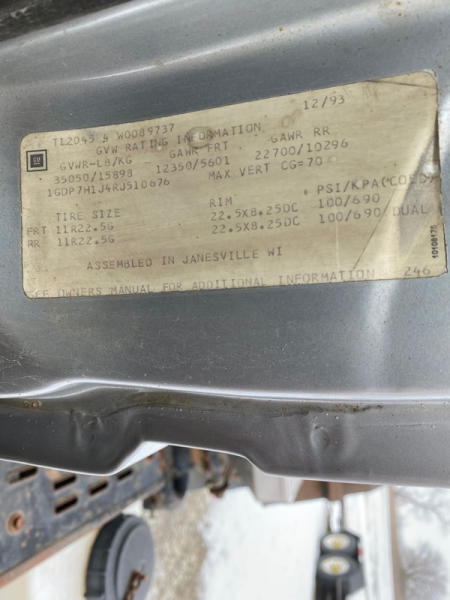 12/93
TL2043 4 W0089737
GVW RATING INFORMATION
GVWR-LB/KG GAWR FRT GAWR RR
35050/15898 12350/5601 22700/10296
1GDP7H1J4RJ510676 MAX VERT CG=70
TIRE SIZE RIM PSI/KPA(COLD)
FRT 11R22.5G 22.5X8.25DC 100/690
RR 11R22.5G 22.5X8.25DC 100/690/DUAL
ASSEMBLED IN JANESVILLE WI
OWNERS MANUAL FOR ADDITIONAL INFORMATION 246
10108175
GM